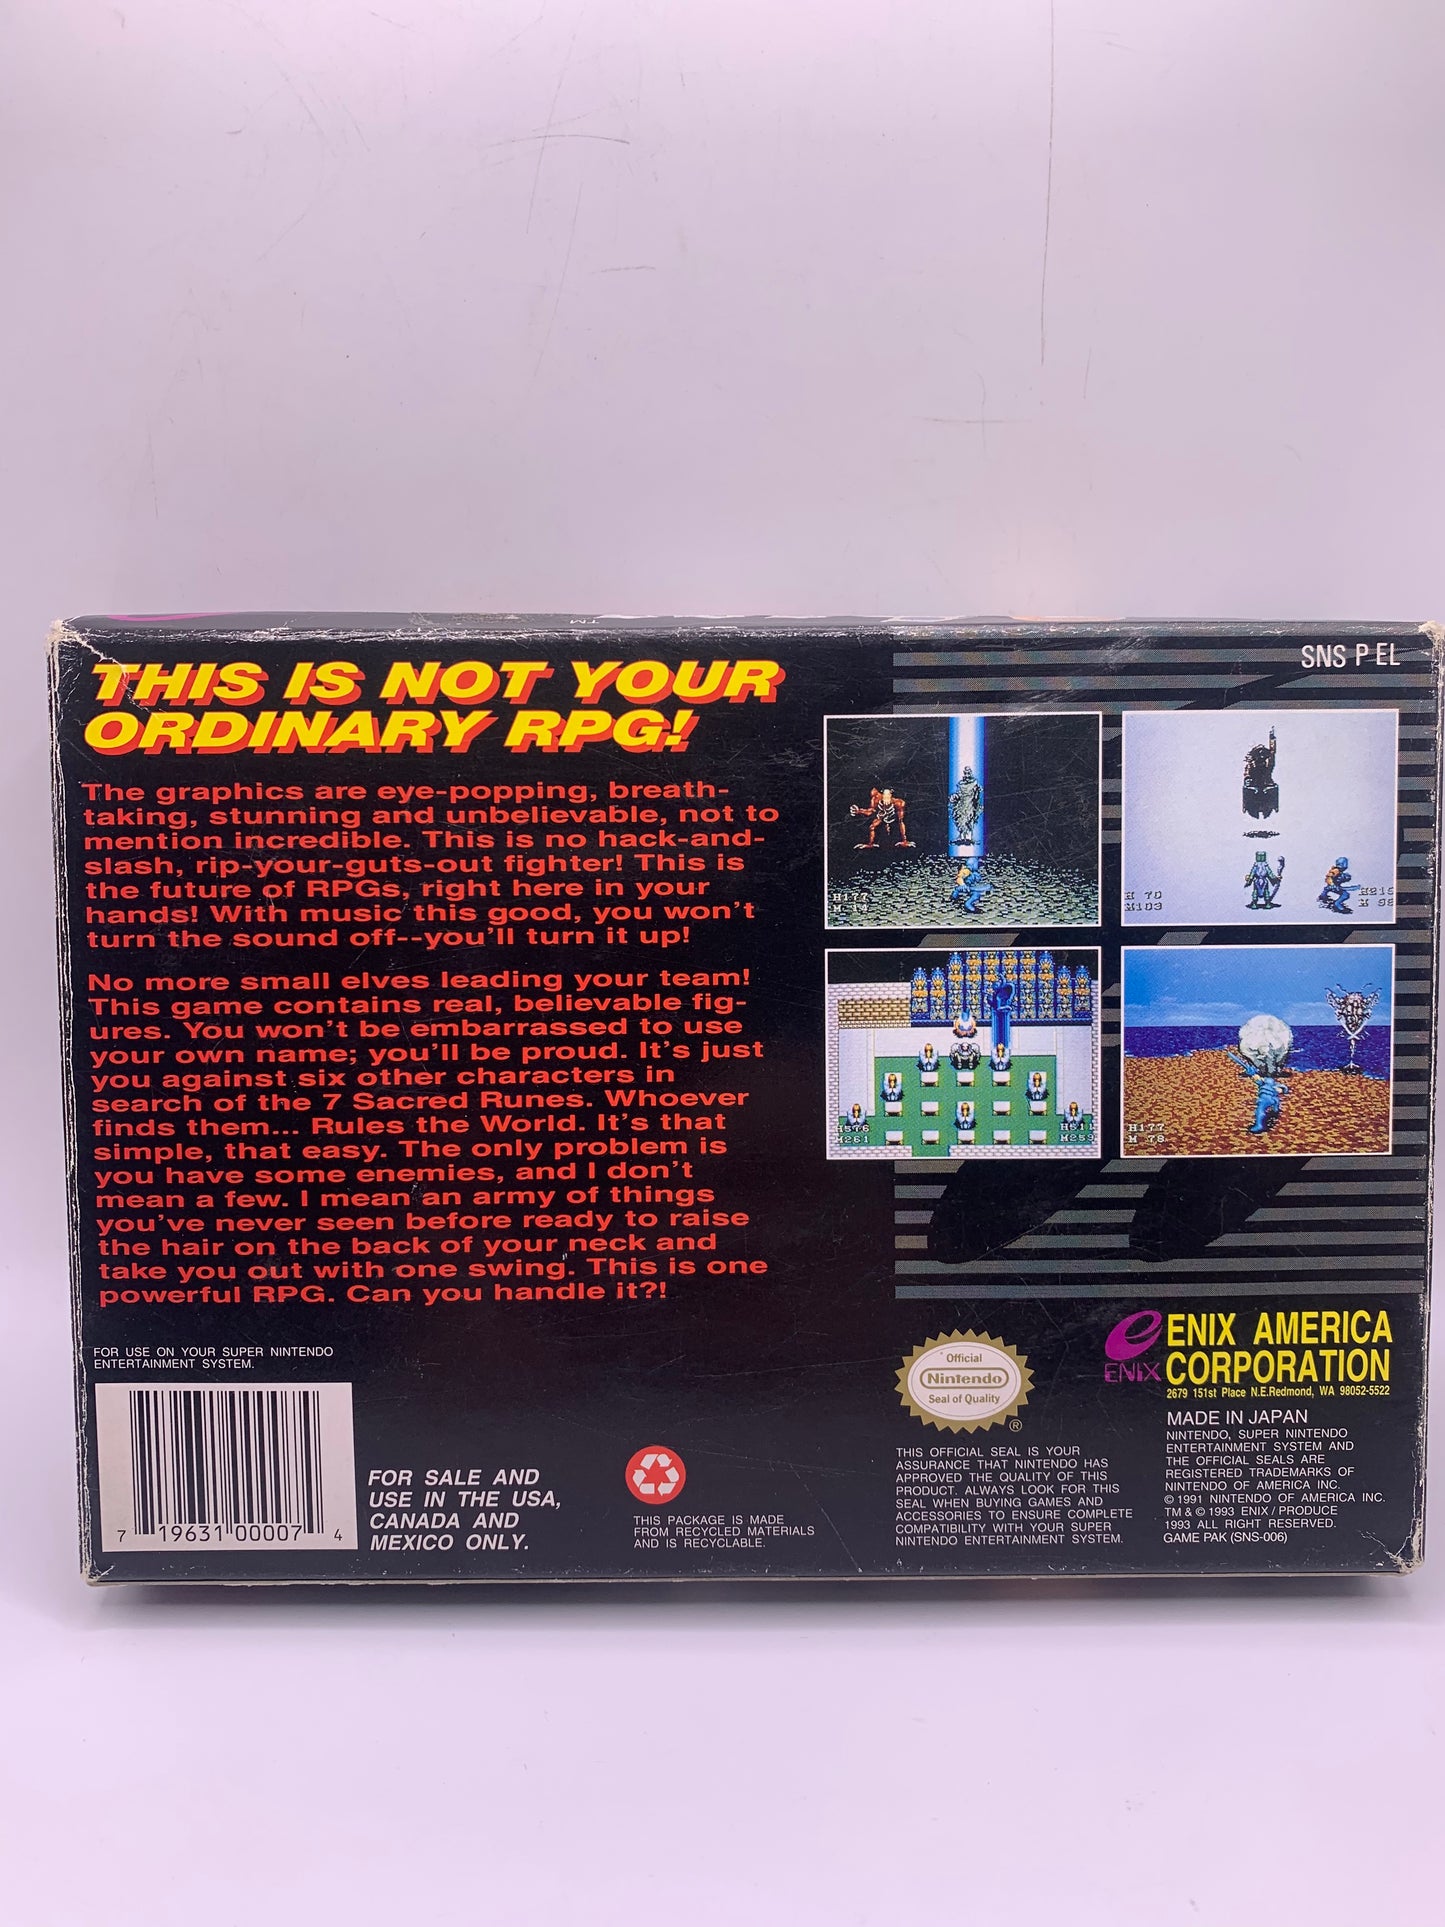 THIS IS NOT YOUR
ORDINARY RPG!
The graphics are eye-popping, breath-
taking, stunning and unbelievable, not to
mention incredible. This is no hack-and-
slash, rip-your-guts-out fighter! This is
the future of RPGs, right here in your
hands! With music this good, you won't
turn the sound off--you'll turn it up!
No more small elves leading your team!
This game contains real, believable fig-
ures. You won't be embarrassed to use
your own name; you'll be proud. It's just
you against six other characters in
search of the 7 Sacred Runes. Whoever
finds them... Rules the World. It's that
simple, that easy. The only problem is
you have some enemies, and I don't
mean a few. I mean an army of things
you've never seen before ready to raise
the hair on the back of your neck and
take you out with one swing. This is one
powerful RPG. Can you handle it?!
FOR USE ON YOUR SUPER NINTENDO
ENTERTAINMENT SYSTEM.
7 19631 00007 4
FOR SALE AND
USE IN THE USA,
CANADA AND
MEXICO ONLY.
THIS PACKAGE IS MADE
FROM RECYCLED MATERIALS
AND IS RECYCLABLE.
SNS P EL
H177
H 70
M103
H576
M261
H511
M259
H177
M 78
Official
Nintendo
Seal of Quality
®
THIS OFFICIAL SEAL IS YOUR
ASSURANCE THAT NINTENDO HAS
APPROVED THE QUALITY OF THIS
PRODUCT. ALWAYS LOOK FOR THIS
SEAL WHEN BUYING GAMES AND
ACCESSORIES TO ENSURE COMPLETE
COMPATIBILITY WITH YOUR SUPER
NINTENDO ENTERTAINMENT SYSTEM.
ENIX
ENIX AMERICA
CORPORATION
2679 151st Place N.E.Redmond, WA 98052-5522
MADE IN JAPAN
NINTENDO, SUPER NINTENDO
ENTERTAINMENT SYSTEM AND
THE OFFICIAL SEALS ARE
REGISTERED TRADEMARKS OF
NINTENDO OF AMERICA INC.
© 1991 NINTENDO OF AMERICA INC.
TM & © 1993 ENIX / PRODUCE
1993 ALL RIGHT RESERVED.
GAME PAK (SNS-006)